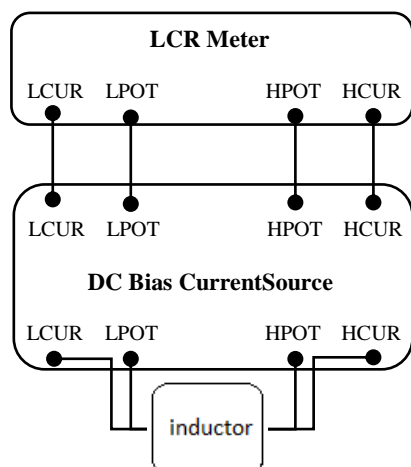 LCR Meter
LCUR LPOT HPOT HCUR
LCUR LPOT HPOT HCUR
DC Bias CurrentSource
LCUR LPOT HPOT HCUR
inductor